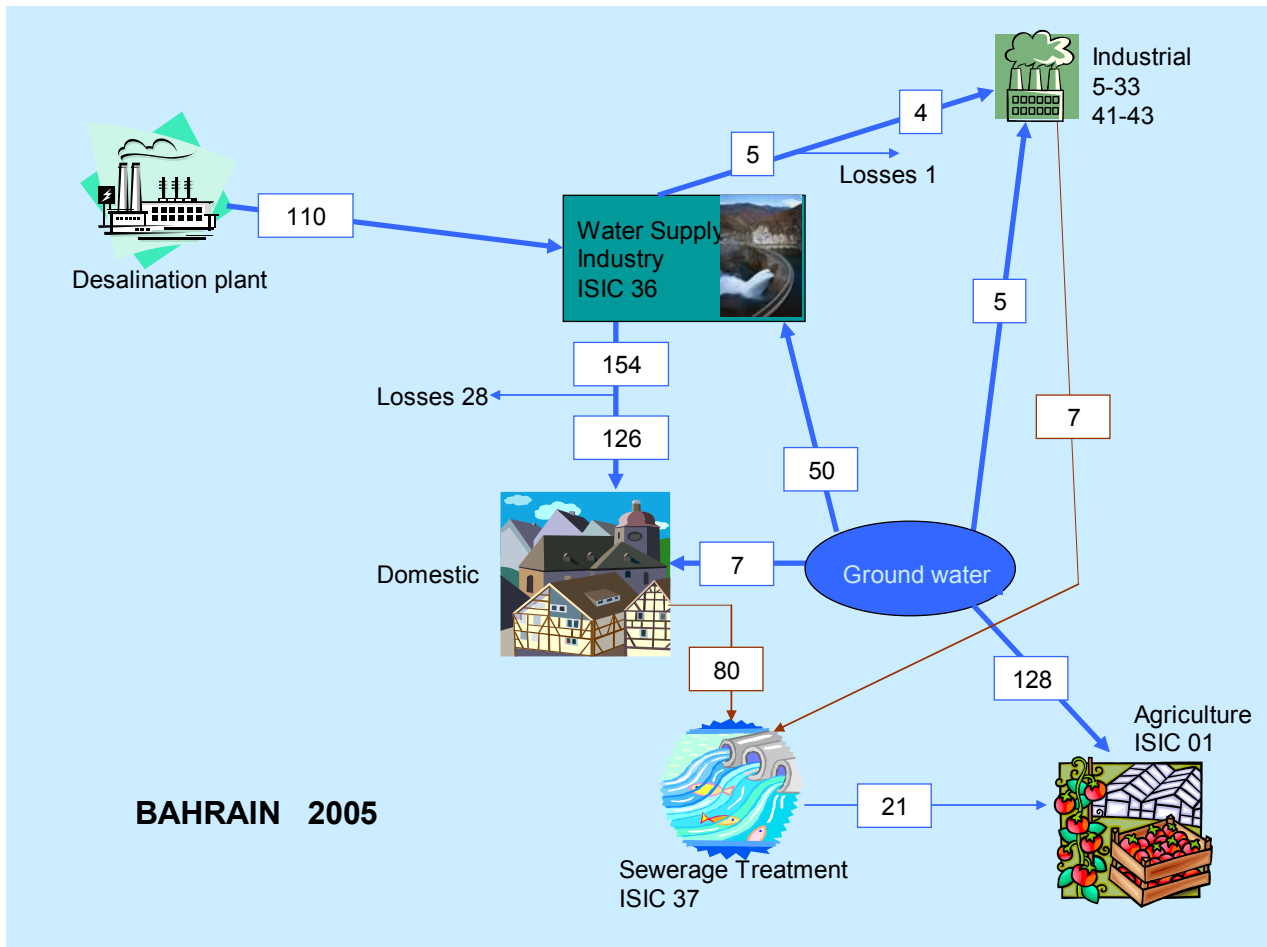 Industrial
5-33
41-43
4
5
Losses 1
110
Desalination plant
Water Supply
Industry
ISIC 36
5
154
Losses 28
126
7
50
Domestic
7
Ground water
80
128
Agriculture
ISIC 01
BAHRAIN 2005
21
Sewerage Treatment
ISIC 37